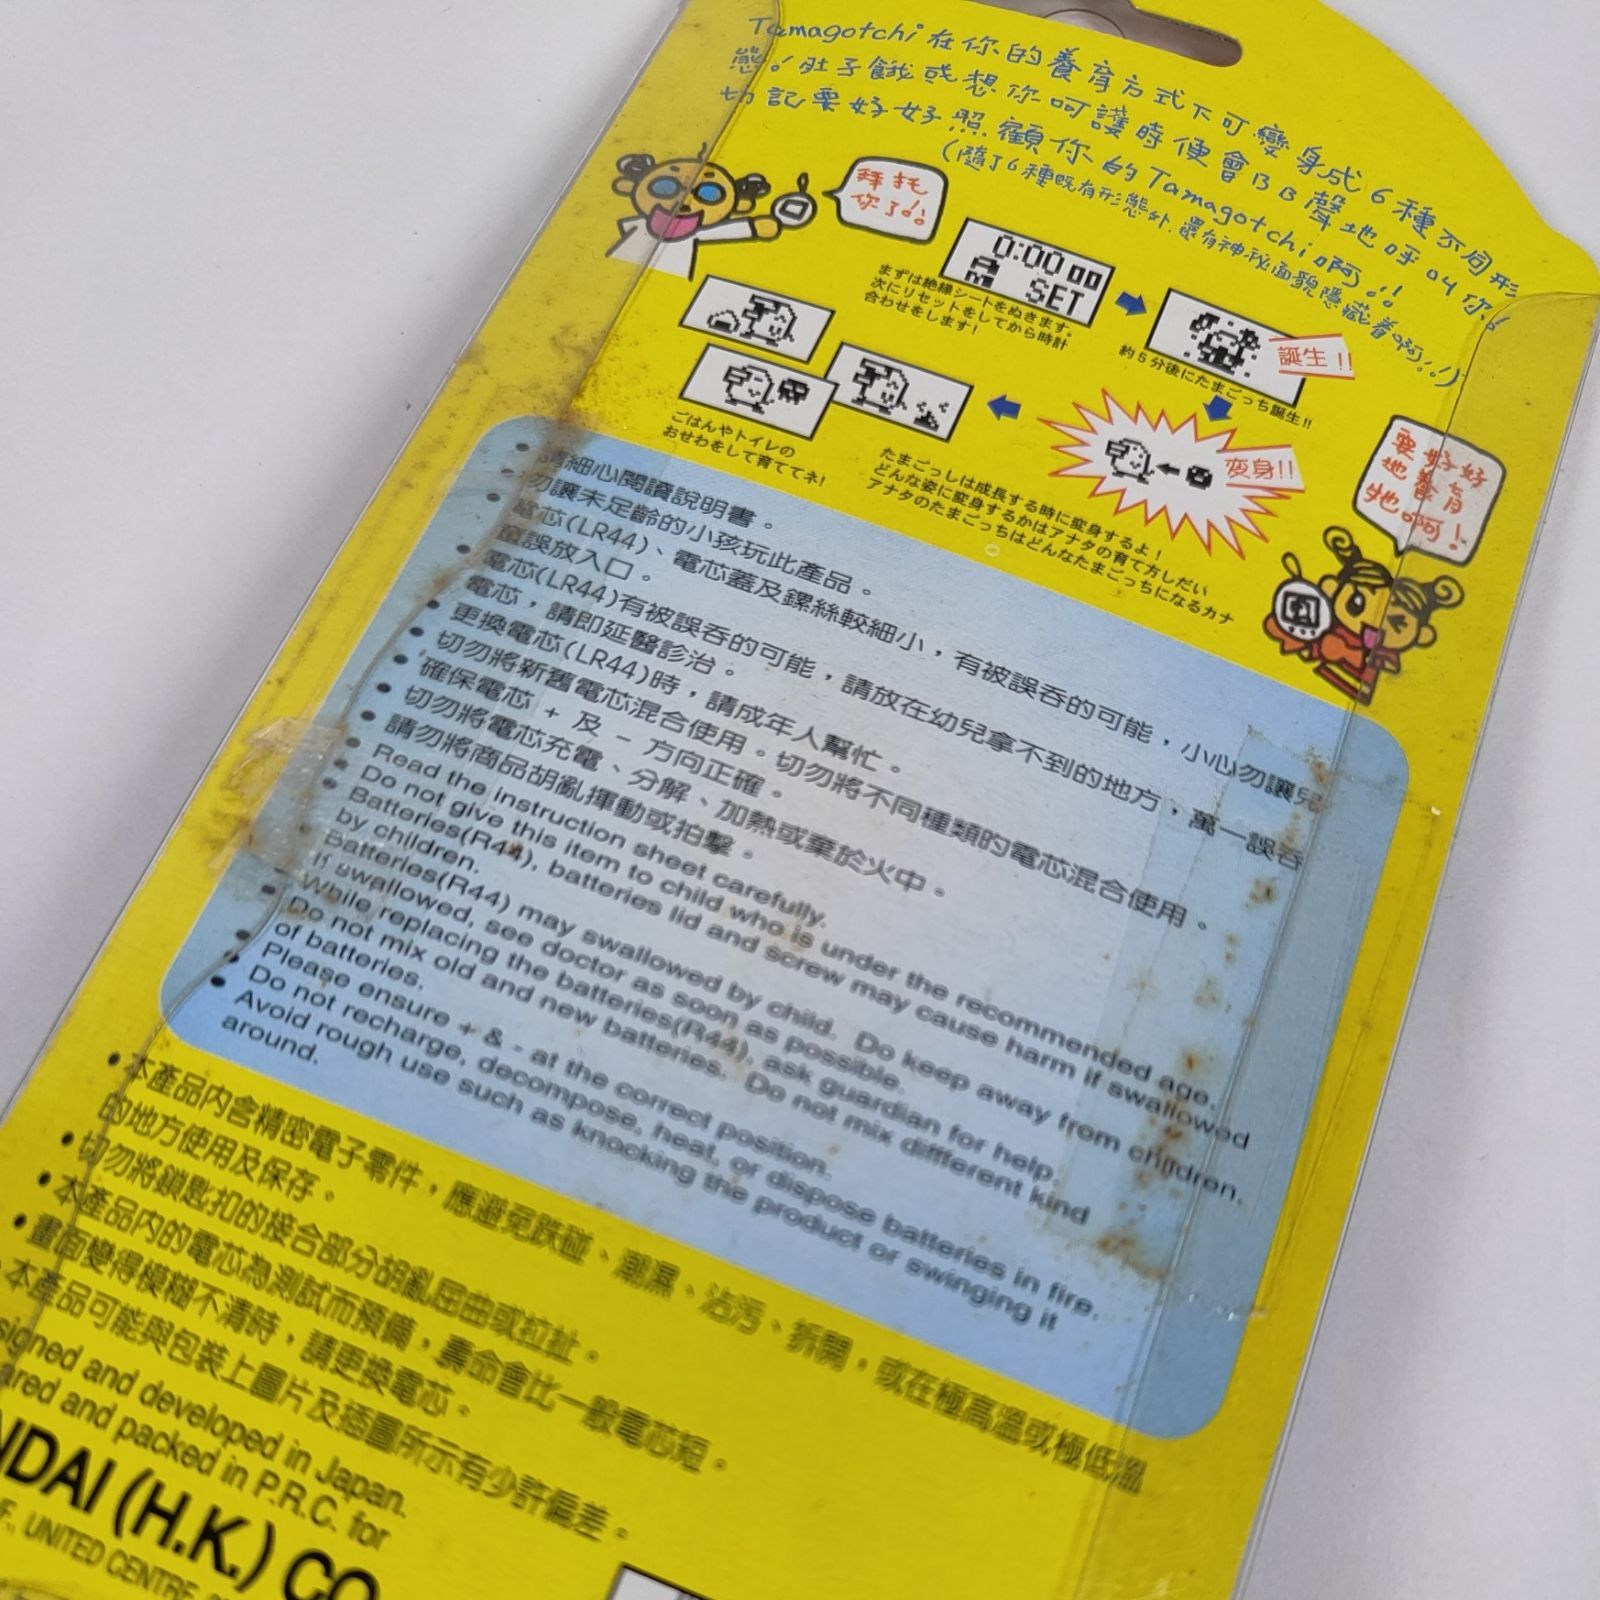 Tamagotchi在你的養育方式下可變身成6種不同形
態!肚子餓或想你呵護時便會BB聲地呼叫你!
切記要好好照顧你的Tamagotchi啊!!
(隨了6種既有形態外,還有神秘面貌隱藏着啊!!)
拜托
你了!!
0:00 00
SET
まずは絶縁シートをぬきます。
次にリセットをしてから時計
合わせをします!
誕生!!
約5分後にたまごっち誕生!!
変身!!
ごはんやトイレの
おせわをして育ててネ!
たまごっしは成長する時に変身するよ!
どんな姿に変身するかはアナタの育て方しだい
アナタのたまごっちはどんなたまごっちになるカナ
要好好
地養育
牠啊!
• 請細心閱讀說明書。
• 勿讓未足齡的小孩玩此產品。
• 電芯(LR44)、電芯蓋及鏍絲較細小,有被誤吞的可能,小心勿讓兒
童誤放入口。
• 電芯(LR44)有被誤吞的可能,請放在幼兒拿不到的地方,萬一誤吞
電芯,請即延醫診治。
• 更換電芯(LR44)時,請成年人幫忙。
• 切勿將新舊電芯混合使用。切勿將不同種類的電芯混合使用。
• 確保電芯 + 及 - 方向正確。
• 切勿將電芯充電、分解、加熱或棄於火中。
• 請勿將商品胡亂揮動或拍擊。
• Read the instruction sheet carefully.
• Do not give this item to child who is under the recommended age.
• Batteries(R44), batteries lid and screw may cause harm if swallowed
by children.
• Batteries(R44) may swallowed by child. Do keep away from children.
If swallowed, see doctor as soon as possible.
• While replacing the batteries(R44), ask guardian for help.
• Do not mix old and new batteries. Do not mix diffferent kind
of batteries.
• Please ensure + & - at the correct position.
• Do not recharge, decompose, heat, or dispose batteries in fire.
• Avoid rough use such as knocking the product or swinging it
around.
• 本產品內含精密電子零件,應避免跌碰、潮濕、沾污、折開,或在極高溫或極低溫
的地方使用及保存。
• 切勿將鎖匙扣的接合部分胡亂屈曲或拉扯。
• 本產品內的電芯為測試而預備,壽命會比一般電芯短。
• 畫面變得模糊不清時,請更換電芯。
• 本產品可能與包裝上圖片及插圖所示有少許偏差。
signed and developed in Japan.
ared and packed in P.R.C. for
NDAI (H.K.) CO
F., UNITED CENTRE,